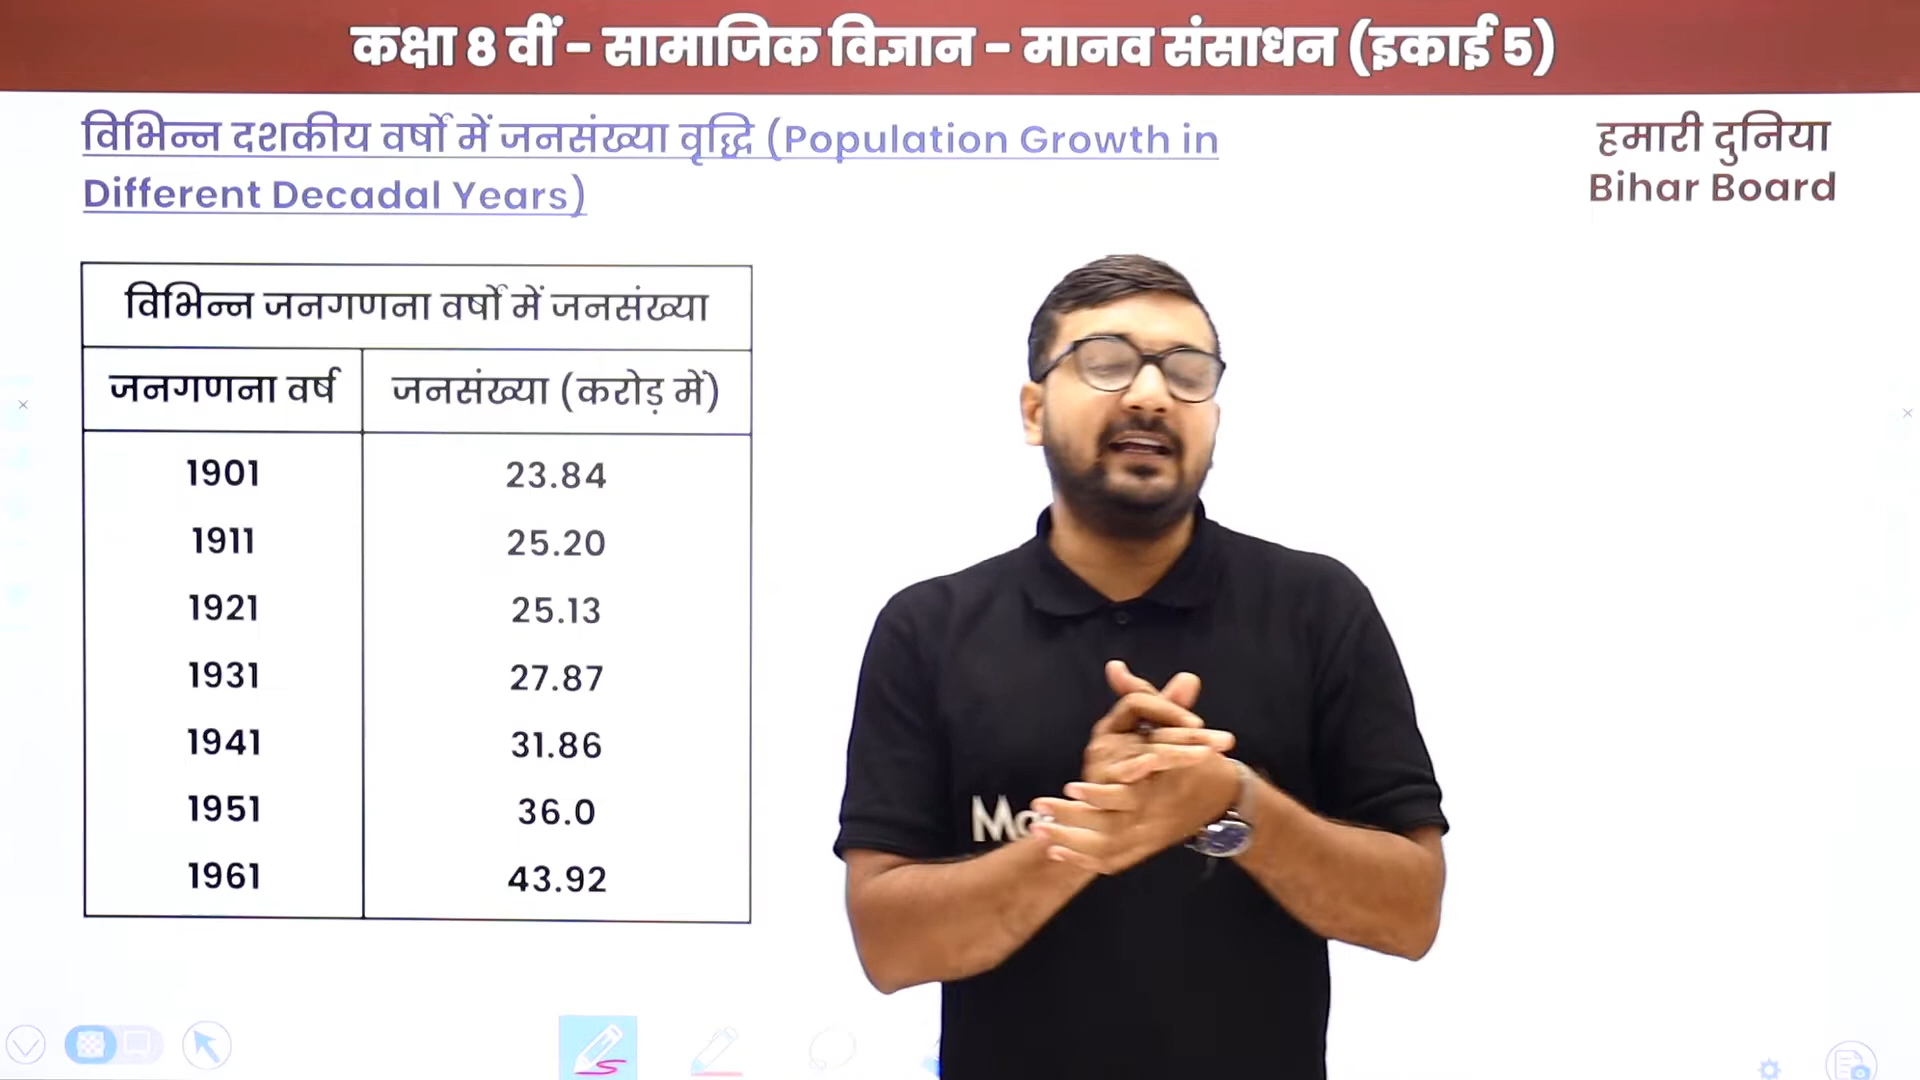 कक्षा 8 वीं - सामाजिक विज्ञान - मानव संसाधन (इकाई 5)
विभिन्न दशकीय वर्षों में जनसंख्या वृद्धि (Population Growth in
Different Decadal Years)
हमारी दुनिया
Bihar Board
विभिन्न जनगणना वर्षों में जनसंख्या
जनगणना वर्ष जनसंख्या (करोड़ में)
1901 23.84
1911 25.20
1921 25.13
1931 27.87
1941 31.86
1951 36.0
1961 43.92